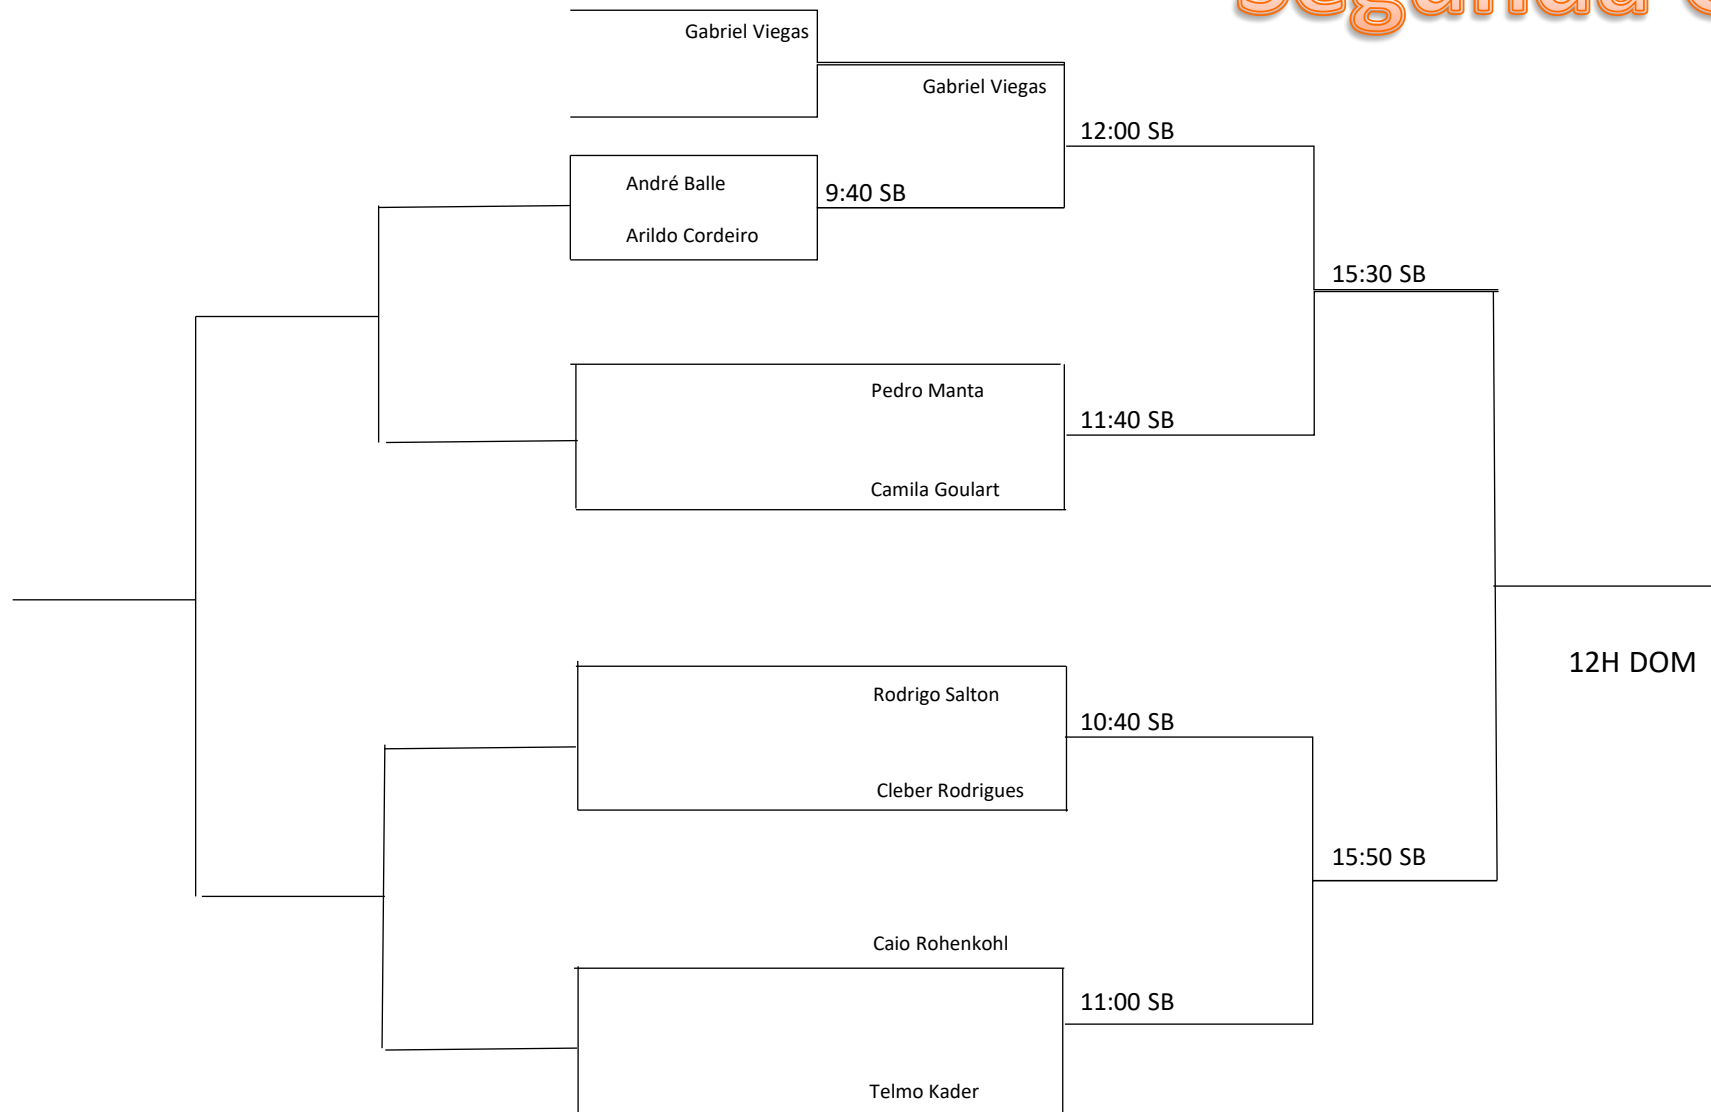 Segunda
Gabriel Viegas
Gabriel Viegas
12:00 SB
André Balle
9:40 SB
Arildo Cordeiro
15:30 SB
Pedro Manta
11:40 SB
Camila Goulart
12H DOM
Rodrigo Salton
10:40 SB
Cleber Rodrigues
15:50 SB
Caio Rohenkohl
11:00 SB
Telmo Kader